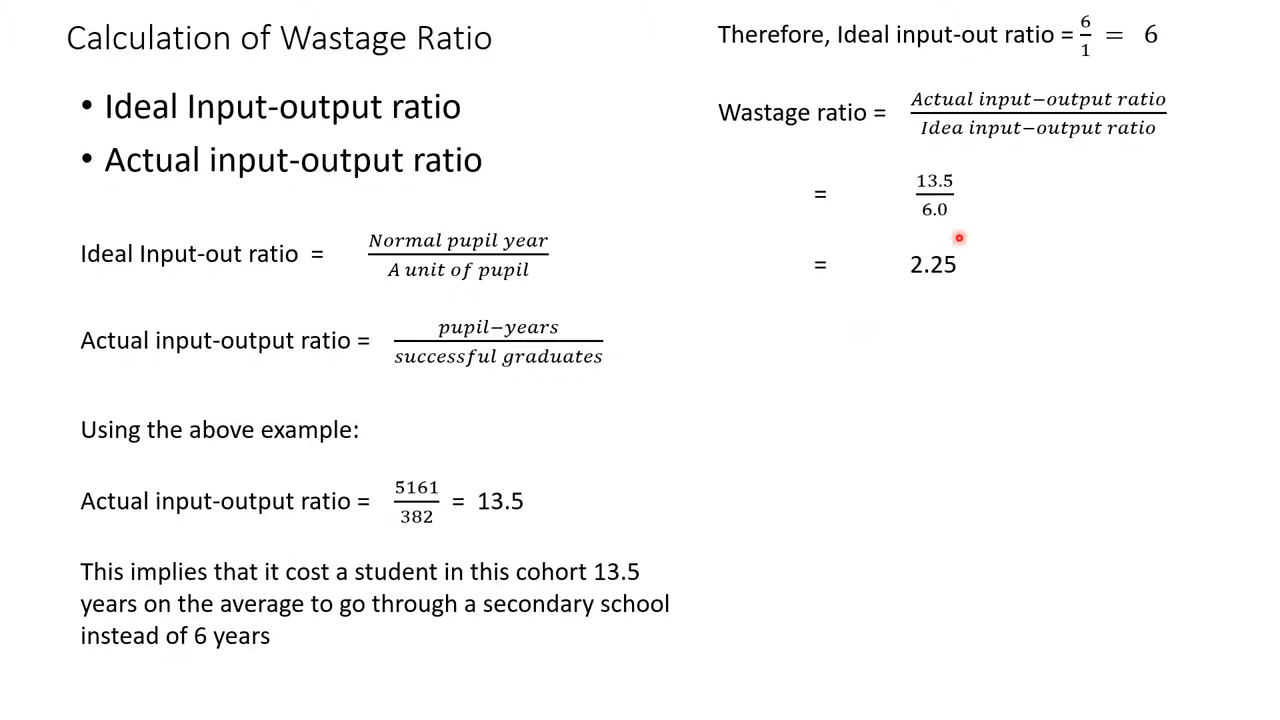 Calculation of Wastage Ratio
• Ideal Input-output ratio
• Actual input-output ratio
Ideal Input-out ratio = Normal pupil year / A unit of pupil
Actual input-output ratio = pupil−years / successful graduates
Using the above example:
Actual input-output ratio = 5161 / 382 = 13.5
This implies that it cost a student in this cohort 13.5
years on the average to go through a secondary school
instead of 6 years
Therefore, Ideal input-out ratio = 6 / 1 = 6
Wastage ratio = Actual input−output ratio / Idea input−output ratio
= 13.5 / 6.0
= 2.25